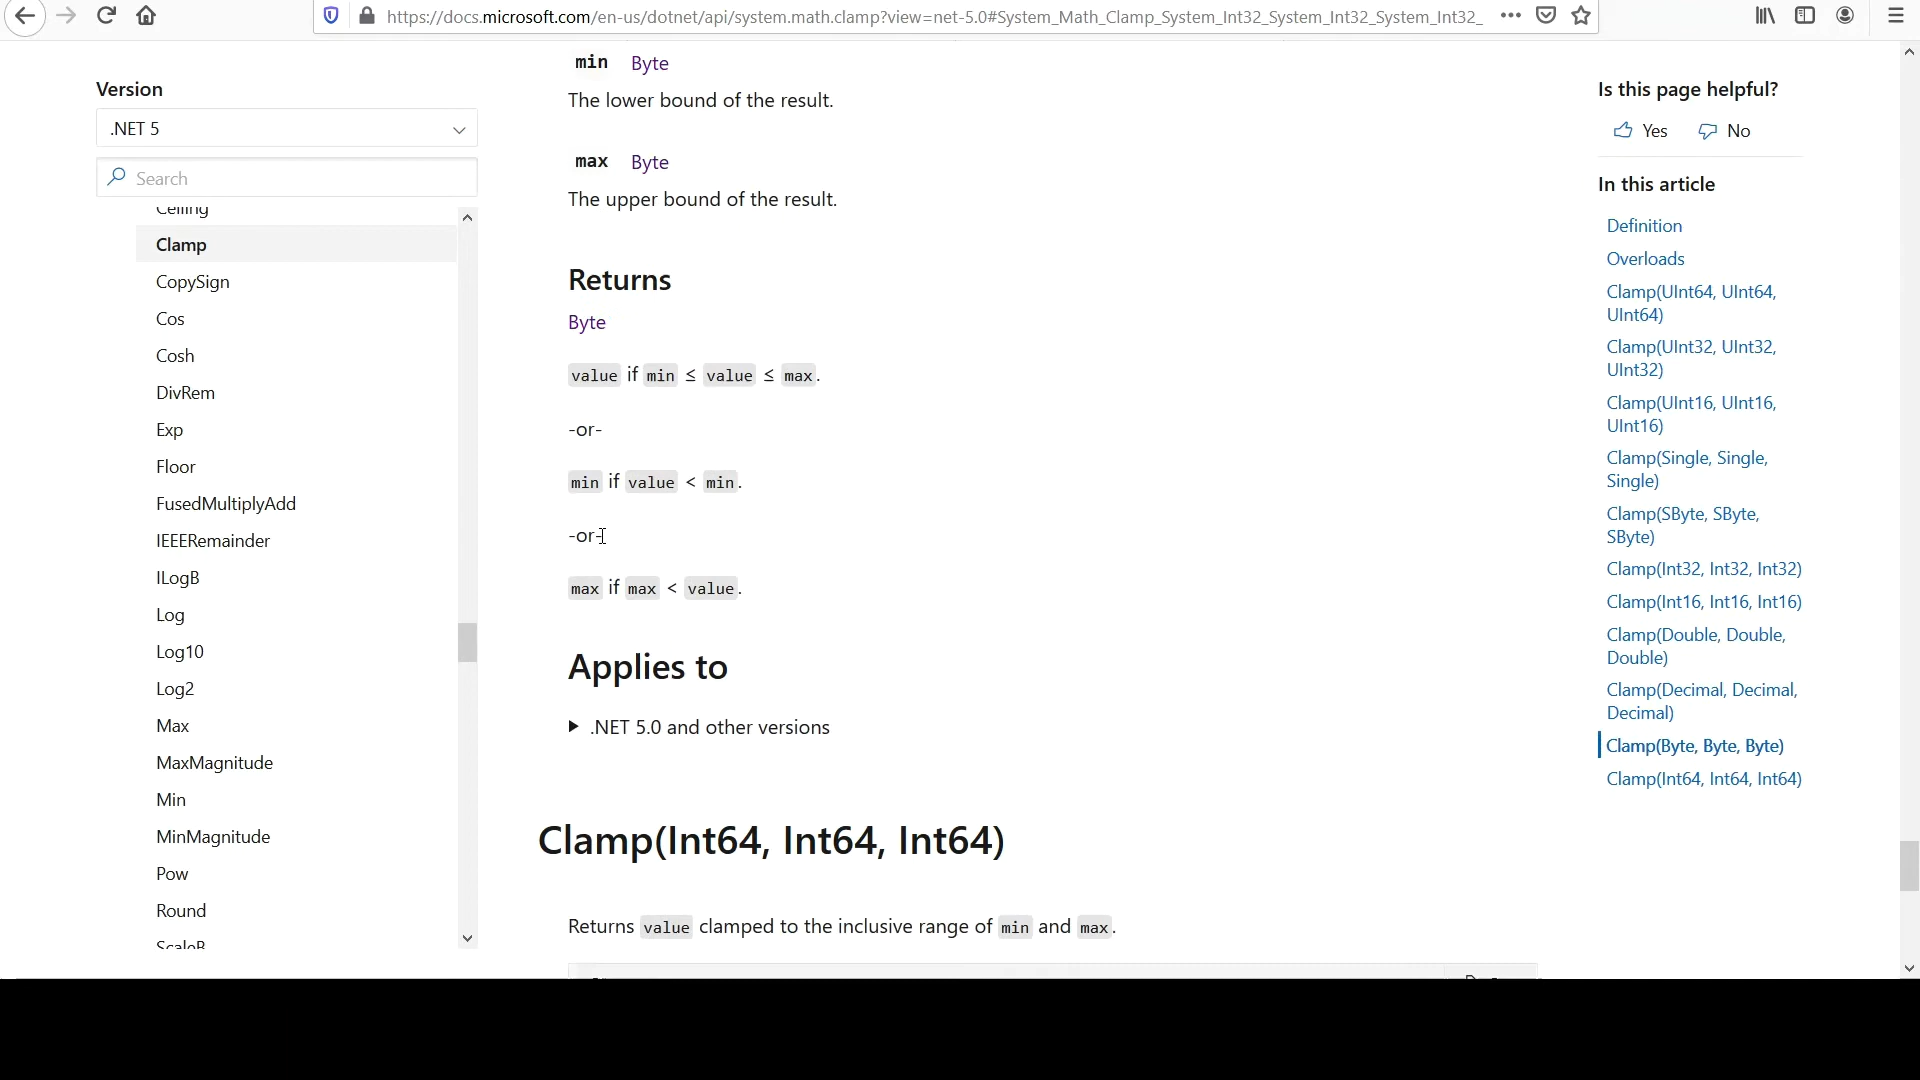 https://docs.microsoft.com/en-us/dotnet/api/system.math.clamp?view=net-5.0#System_Math_Clamp_System_Int32_System_Int32_System_Int32_
Version
.NET 5
Search
Ceiling
Clamp
CopySign
Cos
Cosh
DivRem
Exp
Floor
FusedMultiplyAdd
IEEERemainder
ILogB
Log
Log10
Log2
Max
MaxMagnitude
Min
MinMagnitude
Pow
Round
ScaleB
min Byte
The lower bound of the result.
max Byte
The upper bound of the result.
Returns
Byte
value if min ≤ value ≤ max.
-or-
min if value < min.
-or-
max if max < value.
Applies to
.NET 5.0 and other versions
Clamp(Int64, Int64, Int64)
Returns value clamped to the inclusive range of min and max.
Is this page helpful?
Yes No
In this article
Definition
Overloads
Clamp(UInt64, UInt64,
UInt64)
Clamp(UInt32, UInt32,
UInt32)
Clamp(UInt16, UInt16,
UInt16)
Clamp(Single, Single,
Single)
Clamp(SByte, SByte,
SByte)
Clamp(Int32, Int32, Int32)
Clamp(Int16, Int16, Int16)
Clamp(Double, Double,
Double)
Clamp(Decimal, Decimal,
Decimal)
Clamp(Byte, Byte, Byte)
Clamp(Int64, Int64, Int64)